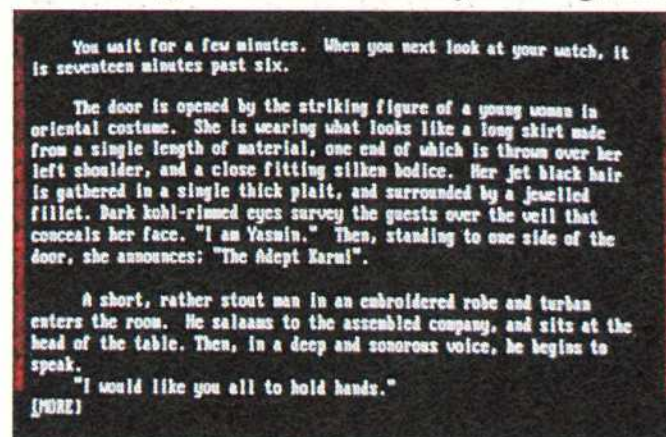 You wait for a few minutes. When you next look at your watch, it
is seventeen minutes past six.
The door is opened by the striking figure of a young woman in
oriental costume. She is wearing what looks like a long skirt made
from a single length of material, one end of which is thrown over her
left shoulder, and a close fitting silken bodice. Her jet black hair
is gathered in a single thick plait, and surrounded by a jewelled
fillet. Dark kohl-rimmed eyes survey the guests over the veil that
conceals her face. "I am Yasmin." Then, standing to one side of the
door, she announces: "The Adept Karmi".
A short, rather stout man in an embroidered robe and turban
enters the room. He salaams to the assembled company, and sits at the
head of the table. Then, in a deep and sonorous voice, he begins to
speak.
"I would like you all to hold hands."
[MORE]